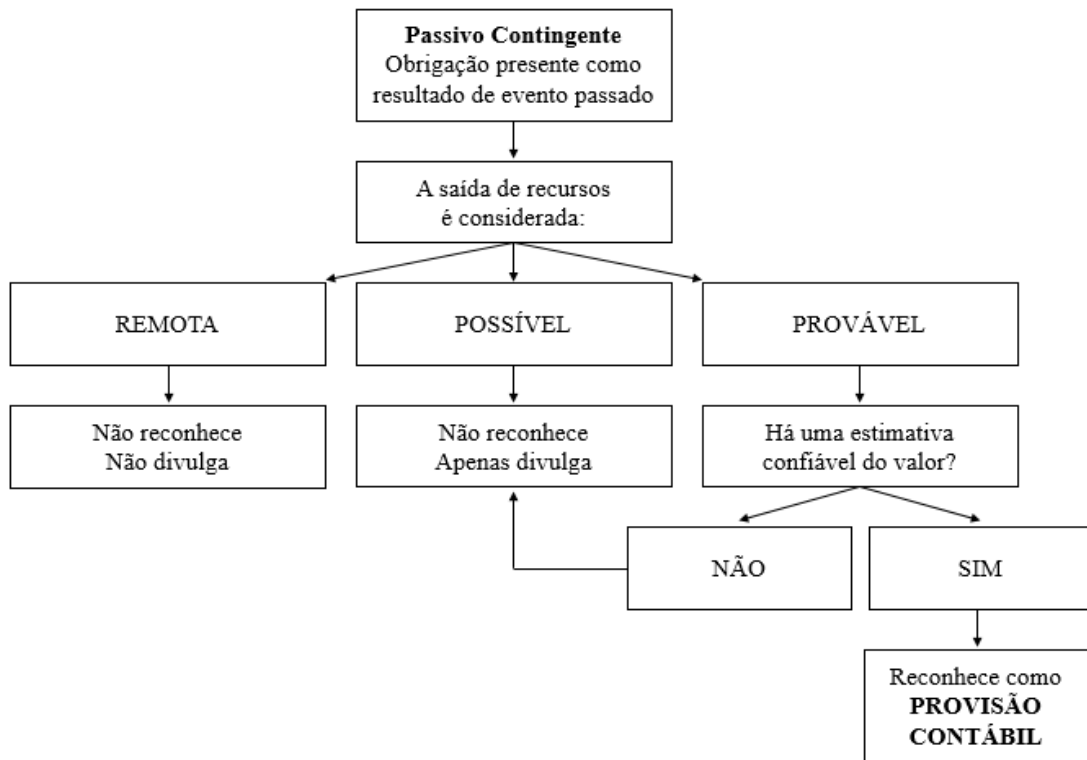 Passivo Contingente
Obrigação presente como
resultado de evento passado
A saída de recursos
é considerada:
REMOTA
POSSÍVEL
PROVÁVEL
Não reconhece
Não divulga
Não reconhece
Apenas divulga
Há uma estimativa
confiável do valor?
NÃO
SIM
Reconhece como
PROVISÃO
CONTÁBIL